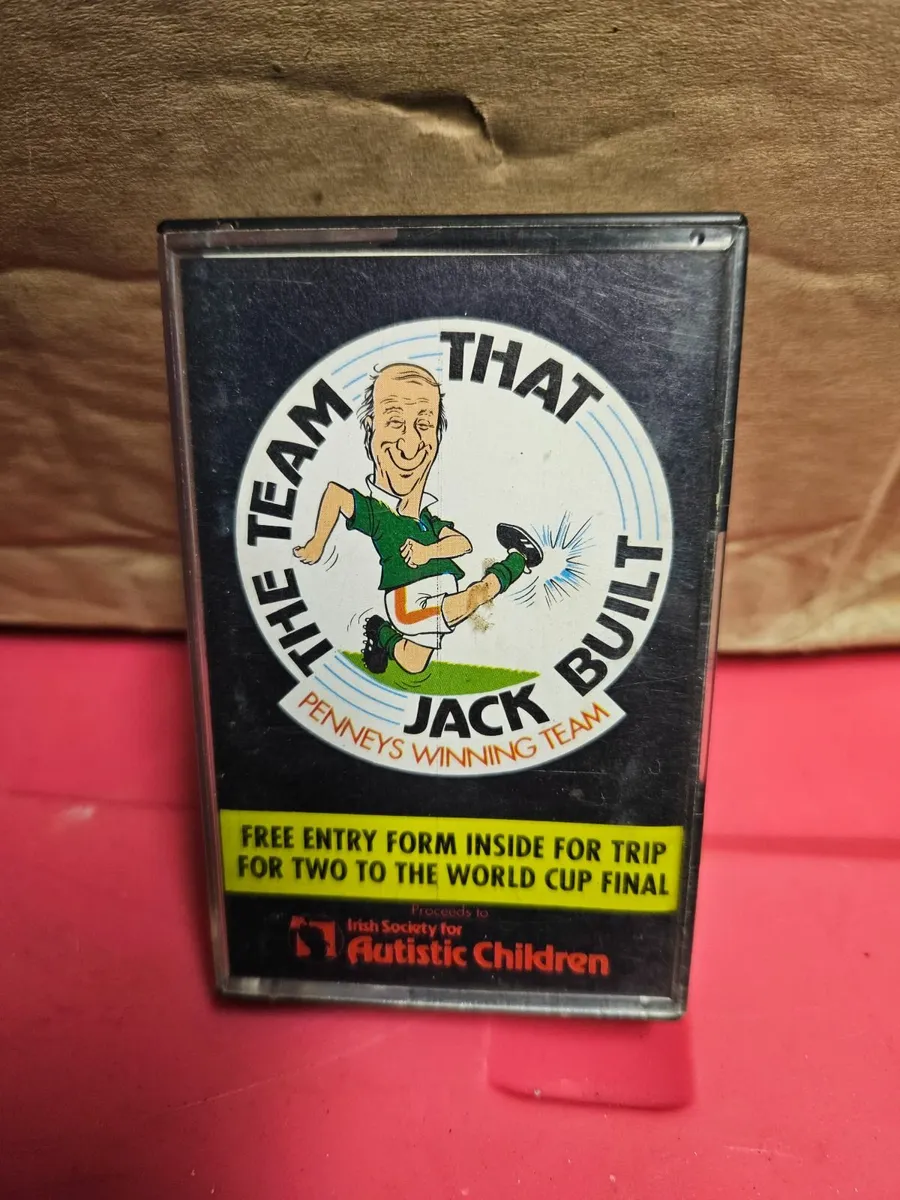 THE TEAM THAT
JACK BUILT
PENNEYS WINNING TEAM
FREE ENTRY FORM INSIDE FOR TRIP
FOR TWO TO THE WORLD CUP FINAL
Proceeds to
Irish Society for
Autistic Children